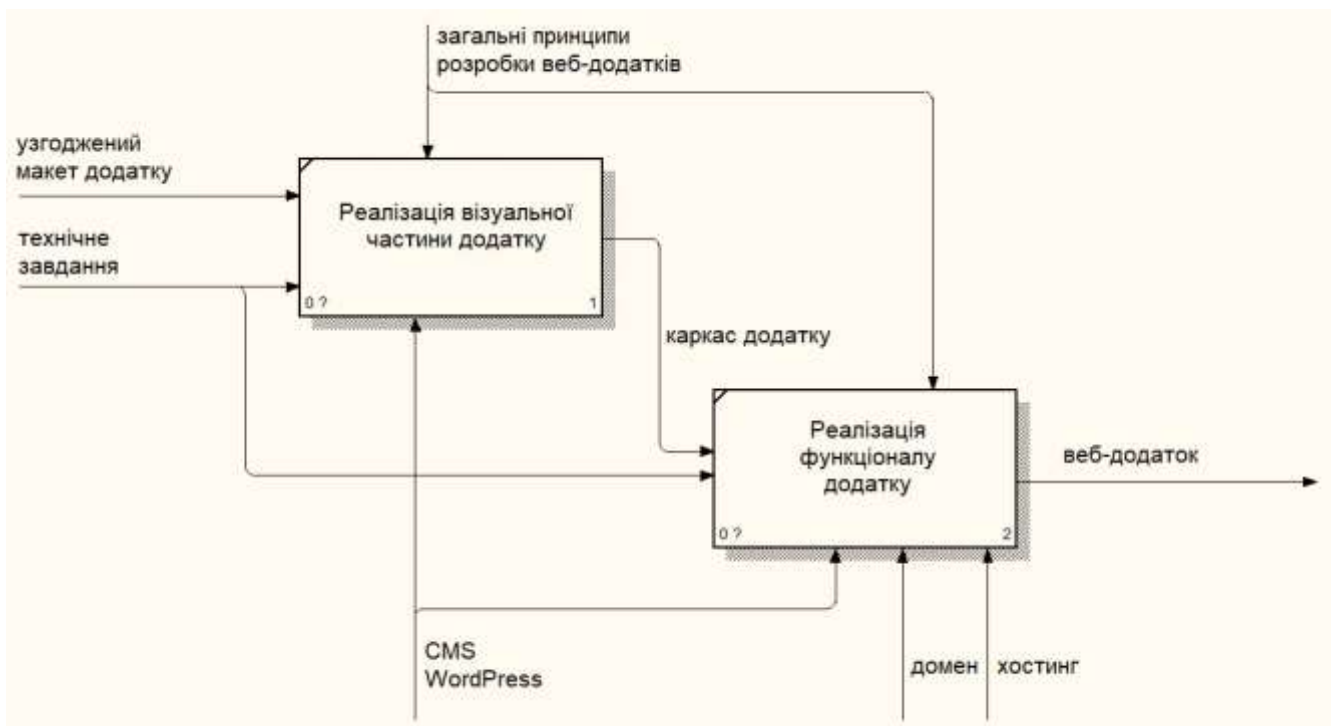 загальні принципи
розробки веб-додатків
узгоджений
макет додатку
Реалізація візуальної
частини додатку
технічне
завдання
0 ?
1
каркас додатку
Реалізація
функціоналу
додатку
веб-додаток
0 ?
2
CMS
WordPress
домен
хостинг